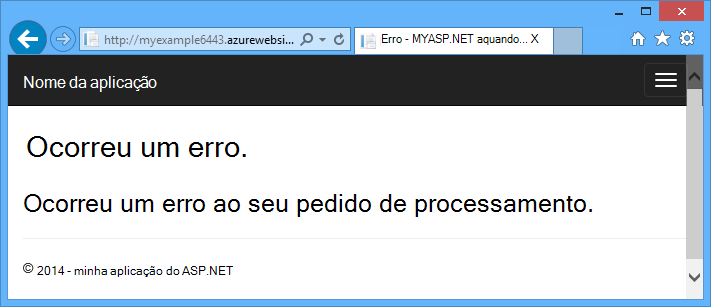 http://myexample6443.azurewebsi...
Erro - MYASP.NET aquando... X
Nome da aplicação
Ocorreu um erro.
Ocorreu um erro ao seu pedido de processamento.
© 2014 - minha aplicação do ASP.NET